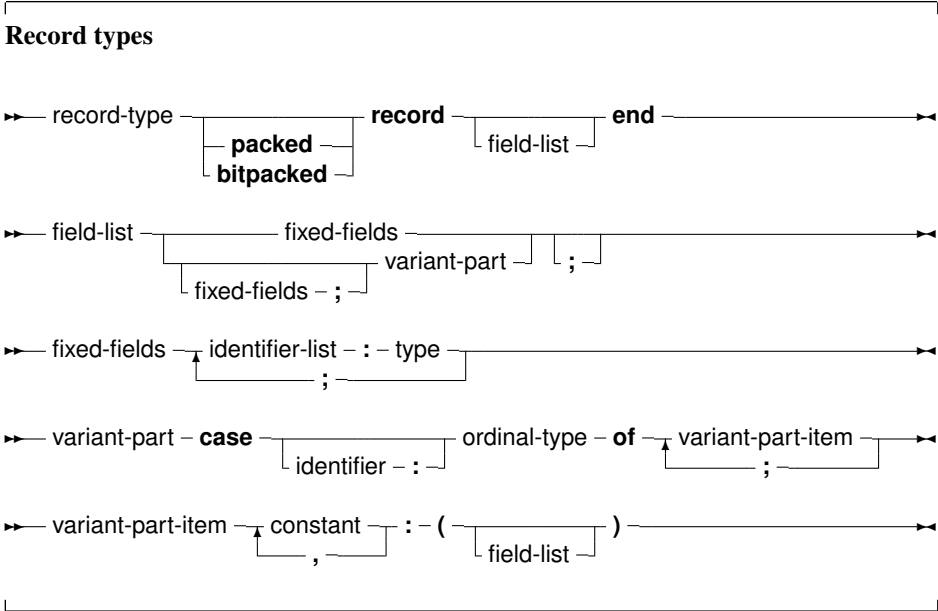 Record types
record-type record end
packed field-list
bitpacked
field-list fixed-fields
variant-part ;
fixed-fields ;
fixed-fields identifier-list : type
;
variant-part case ordinal-type of variant-part-item
identifier : ;
variant-part-item constant : ( )
, field-list